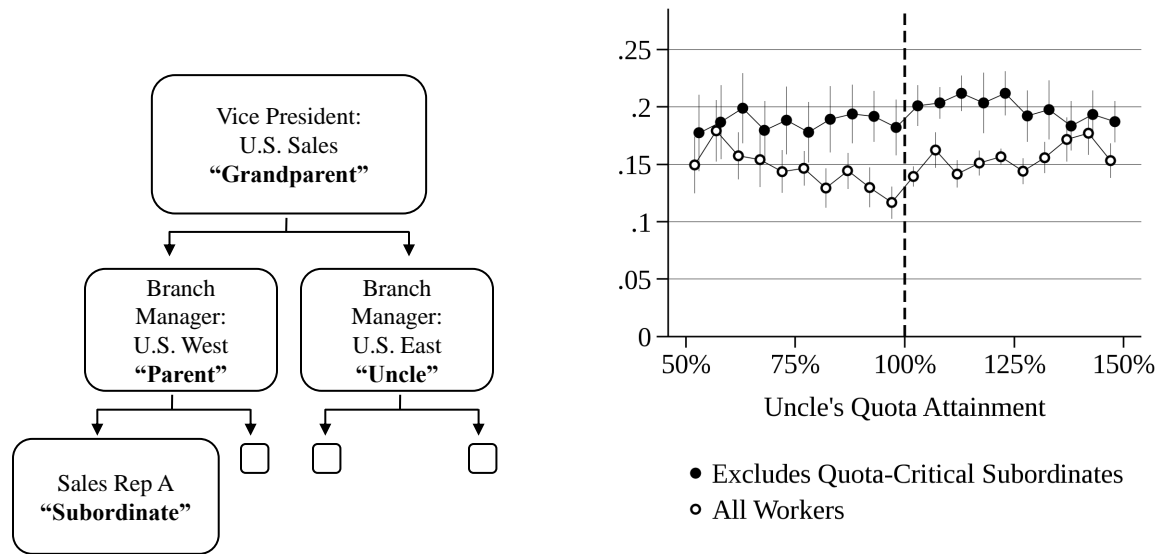 Vice President:
U.S. Sales
“Grandparent”
Branch
Manager:
U.S. West
“Parent”
Branch
Manager:
U.S. East
“Uncle”
Sales Rep A
“Subordinate”
.25
.2
.15
.1
.05
0
50%
75%
100%
125%
150%
Uncle's Quota Attainment
Excludes Quota-Critical Subordinates
All Workers